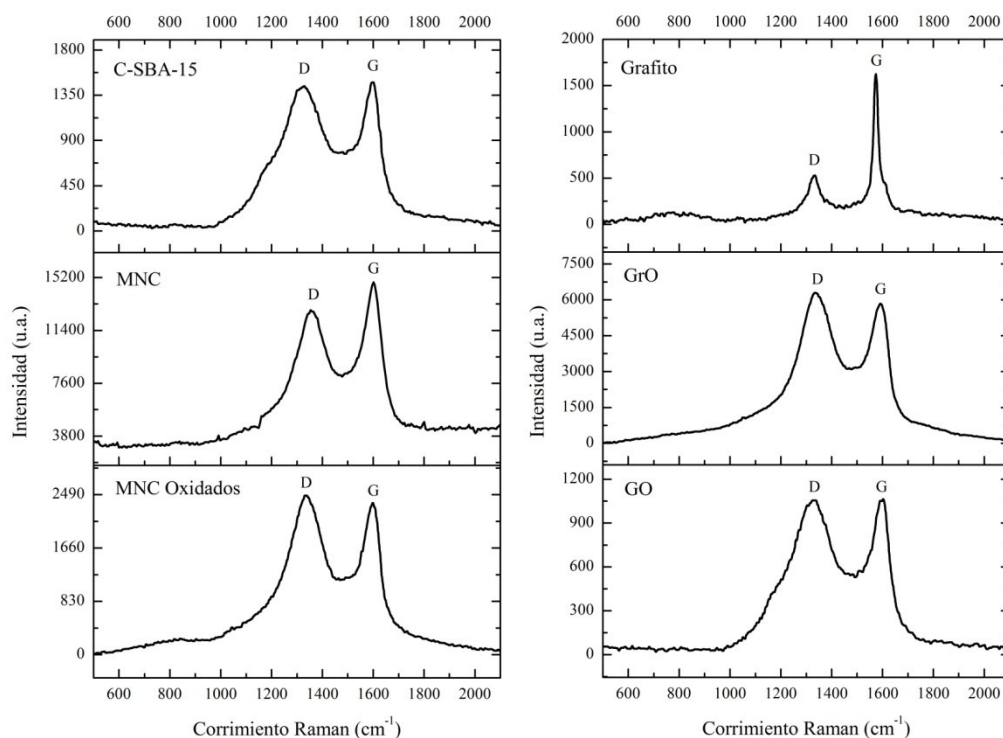 600 800 1000 1200 1400 1600 1800 2000
1800
1350
900
450
0
C-SBA-15
D
G
15200
11400
7600
3800
MNC
D
G
2490
1660
830
0
MNC Oxidados
D
G
600 800 1000 1200 1400 1600 1800 2000
Intensidad (u.a.)
Corrimiento Raman (cm-1)
600 800 1000 1200 1400 1600 1800 2000
2000
1500
1000
500
0
Grafito
D
G
7500
6000
4500
3000
1500
0
GrO
D
G
1200
900
600
300
0
GO
D
G
600 800 1000 1200 1400 1600 1800 2000
Intensidad (u.a.)
Corrimiento Raman (cm-1)